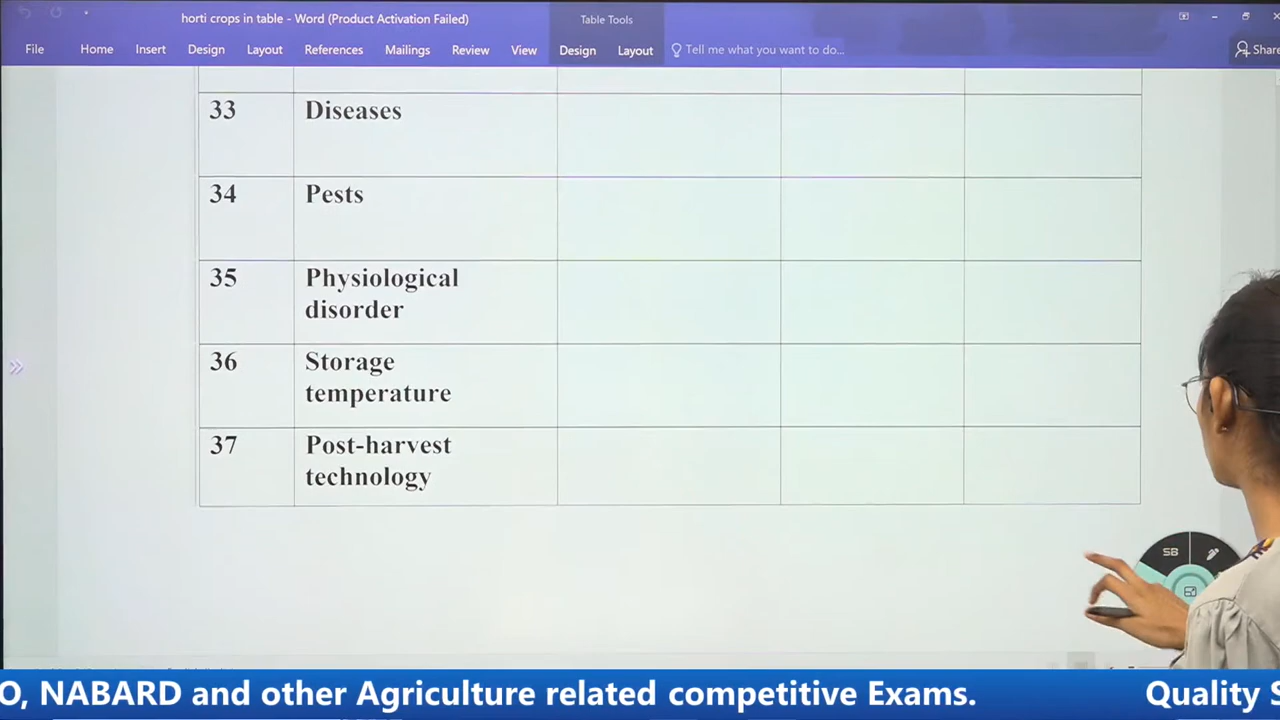 horti crops in table - Word (Product Activation Failed)
Table Tools
File Home Insert Design Layout References Mailings Review View Design Layout Tell me what you want to do... Share
33 Diseases
34 Pests
35 Physiological
disorder
36 Storage
temperature
37 Post-harvest
technology
SB
O, NABARD and other Agriculture related competitive Exams. Quality S